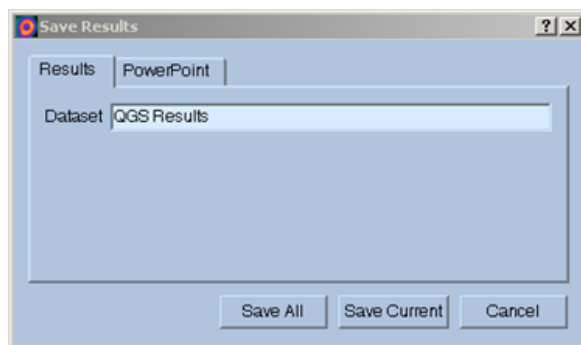 Save Results
Results PowerPoint
Dataset QGS Results
Save All Save Current Cancel